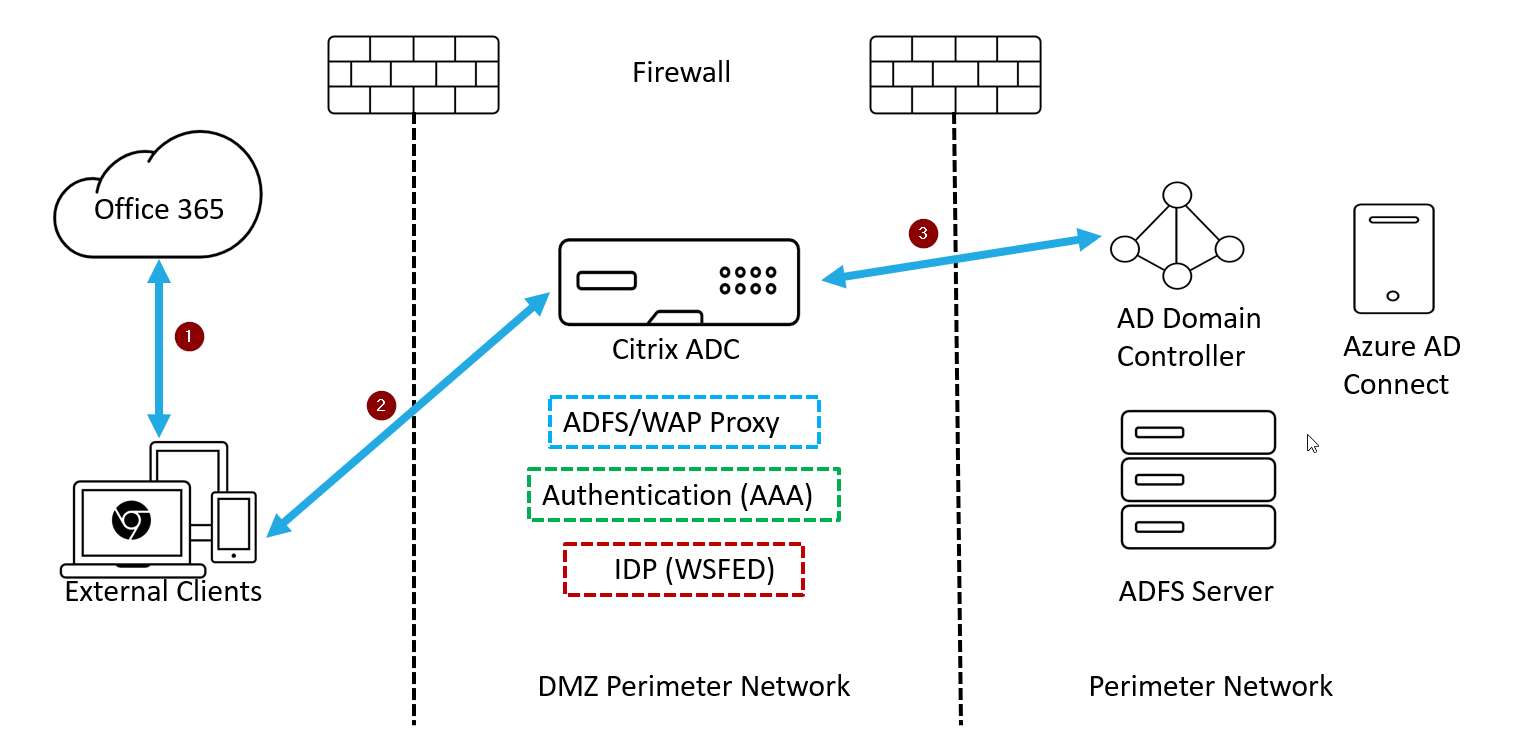 Firewall
Office 365
1
2
3
Citrix ADC
ADFS/WAP Proxy
Authentication (AAA)
IDP (WSFED)
AD Domain
Controller
Azure AD
Connect
External Clients
ADFS Server
DMZ Perimeter Network
Perimeter Network